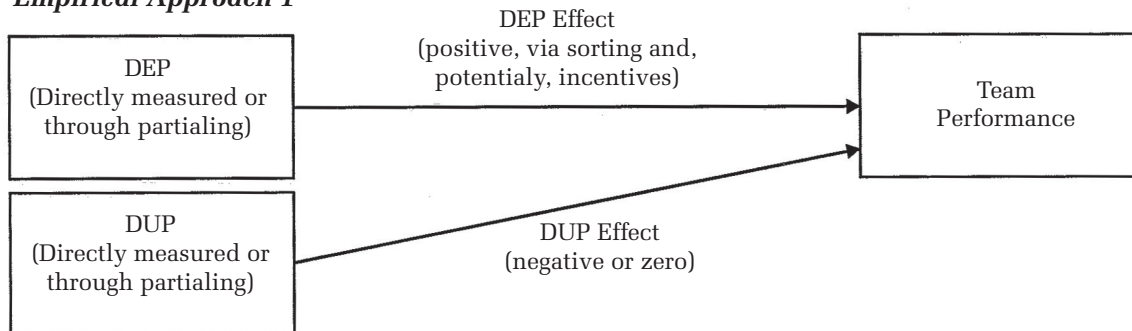 Empirical Approach 1
DEP Effect
(positive, via sorting and,
potentialy, incentives)
DEP
(Directly measured or
through partialing)
Team
Performance
DUP
(Directly measured or
through partialing)
DUP Effect
(negative or zero)